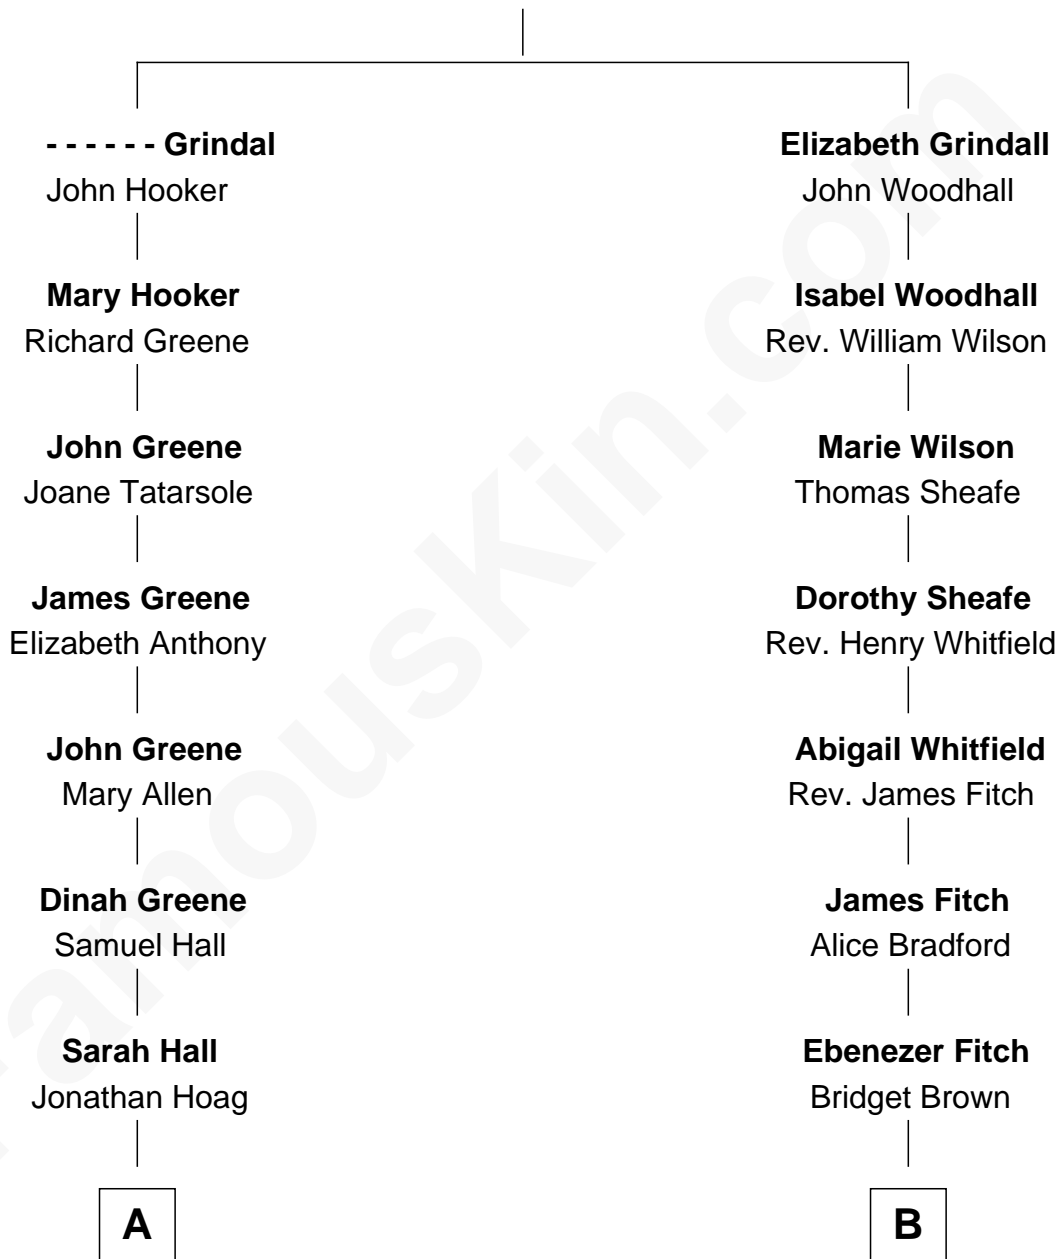 - - - - - - Grindal
John Hooker
Mary Hooker
Richard Greene
John Greene
Joane Tatarsole
James Greene
Elizabeth Anthony
John Greene
Mary Allen
Dinah Greene
Samuel Hall
Sarah Hall
Jonathan Hoag
A
Elizabeth Grindall
John Woodhall
Isabel Woodhall
Rev. William Wilson
Marie Wilson
Thomas Sheafe
Dorothy Sheafe
Rev. Henry Whitfield
Abigail Whitfield
Rev. James Fitch
James Fitch
Alice Bradford
Ebenezer Fitch
Bridget Brown
B
FamousKin.com